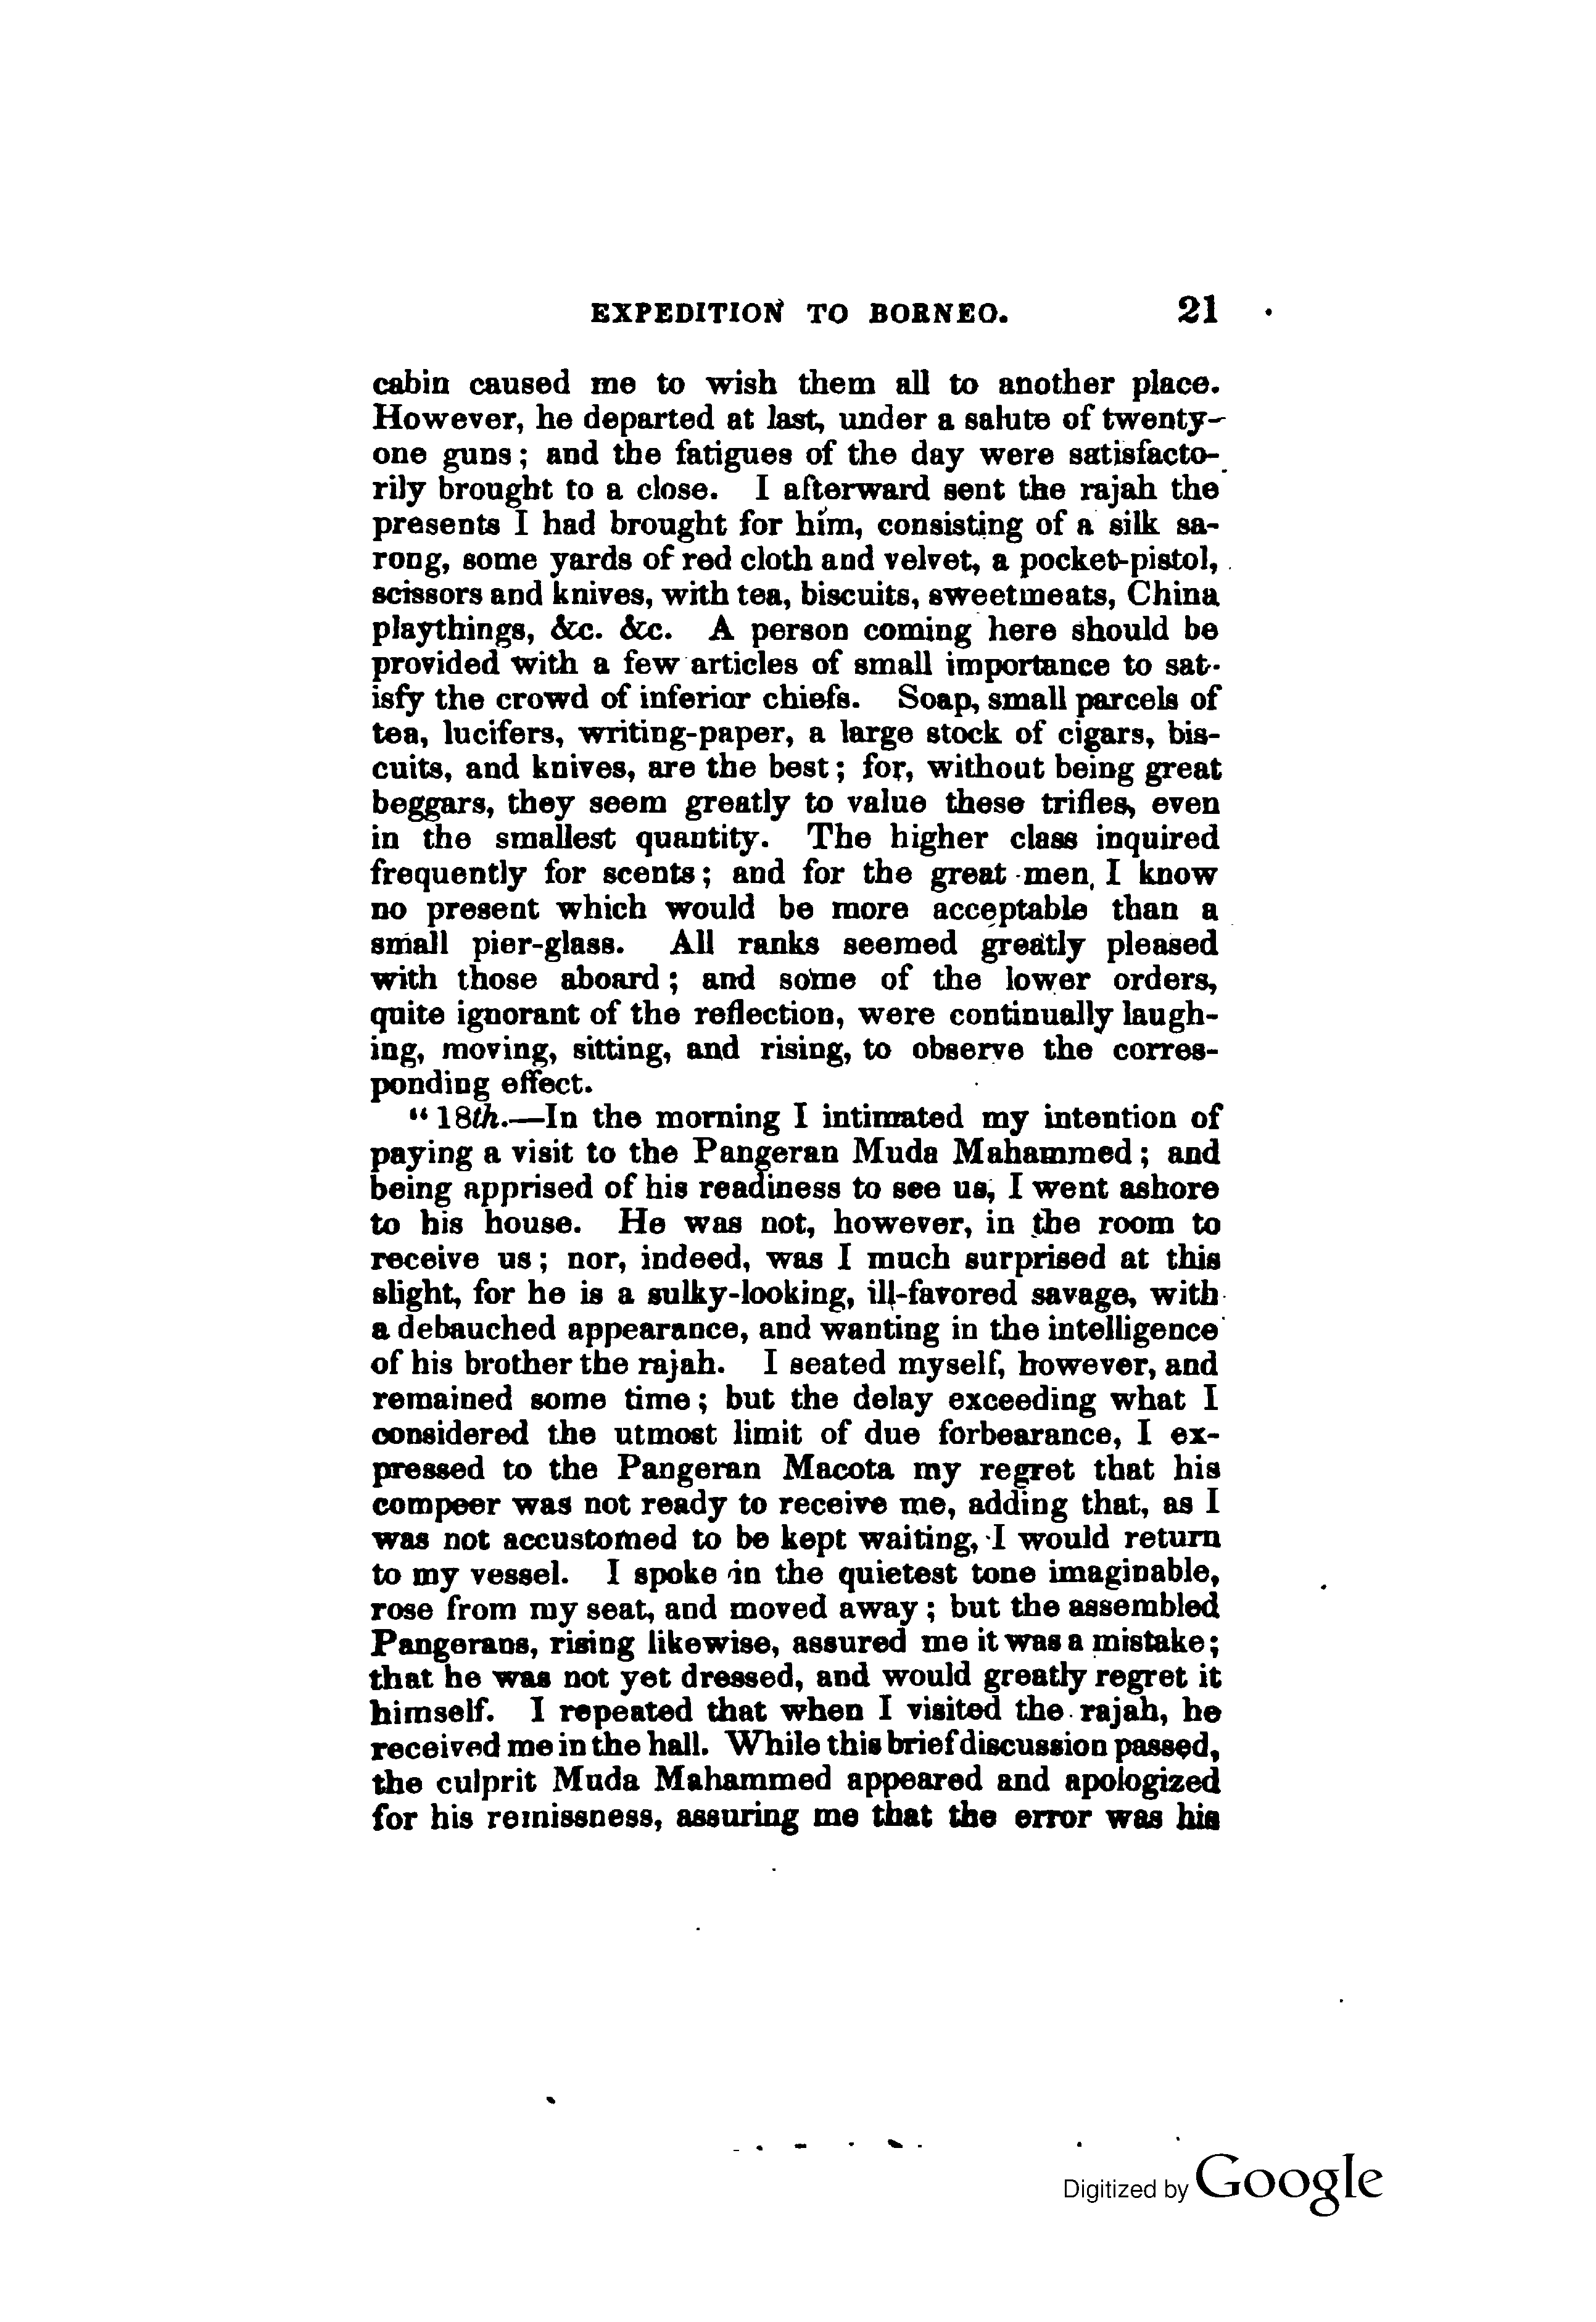 EXPEDITION TO BORNEO. 21
cabin caused me to wish them all to another place.
However, he departed at last, under a salute of twenty-
one guns; and the fatigues of the day were satisfacto-
rily brought to a close. I afterward sent the rajah the
presents I had brought for him, consisting of a silk sa-
rong, some yards of red cloth and velvet, a pocket-pistol,
scissors and knives, with tea, biscuits, sweetmeats, China
playthings, &c. &c. A person coming here should be
provided with a few articles of small importance to sat-
isfy the crowd of inferior chiefs. Soap, small parcels of
tea, lucifers, writing-paper, a large stock of cigars, bis-
cuits, and knives, are the best; for, without being great
beggars, they seem greatly to value these trifles, even
in the smallest quantity. The higher class inquired
frequently for scents; and for the great men, I know
no present which would be more acceptable than a
small pier-glass. All ranks seemed greatly pleased
with those aboard; and some of the lower orders,
quite ignorant of the reflection, were continually laugh-
ing, moving, sitting, and rising, to observe the corres-
ponding effect.
"18th.—In the morning I intimated my intention of
paying a visit to the Pangeran Muda Mahammed; and
being apprised of his readiness to see us, I went ashore
to his house. He was not, however, in the room to
receive us; nor, indeed, was I much surprised at this
slight, for he is a sulky-looking, ill-favored savage, with
a debauched appearance, and wanting in the intelligence
of his brother the rajah. I seated myself, however, and
remained some time; but the delay exceeding what I
considered the utmost limit of due forbearance, I ex-
pressed to the Pangeran Macota my regret that his
compeer was not ready to receive me, adding that, as I
was not accustomed to be kept waiting, I would return
to my vessel. I spoke in the quietest tone imaginable,
rose from my seat, and moved away; but the assembled
Pangerans, rising likewise, assured me it was a mistake;
that he was not yet dressed, and would greatly regret it
himself. I repeated that when I visited the rajah, he
received me in the hall. While this brief discussion passed,
the culprit Muda Mahammed appeared and apologized
for his remissness, assuring me that the error was his
Digitized by Google